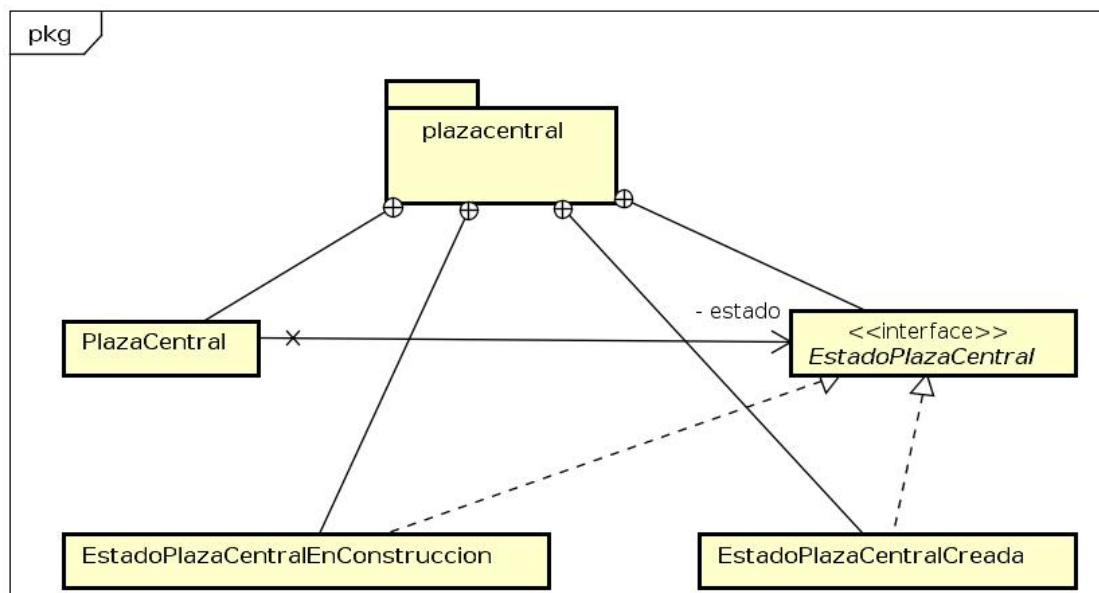 pkg
plazacentral
- estado
PlazaCentral
<<interface>>
EstadoPlazaCentral
EstadoPlazaCentralEnConstruccion
EstadoPlazaCentralCreada